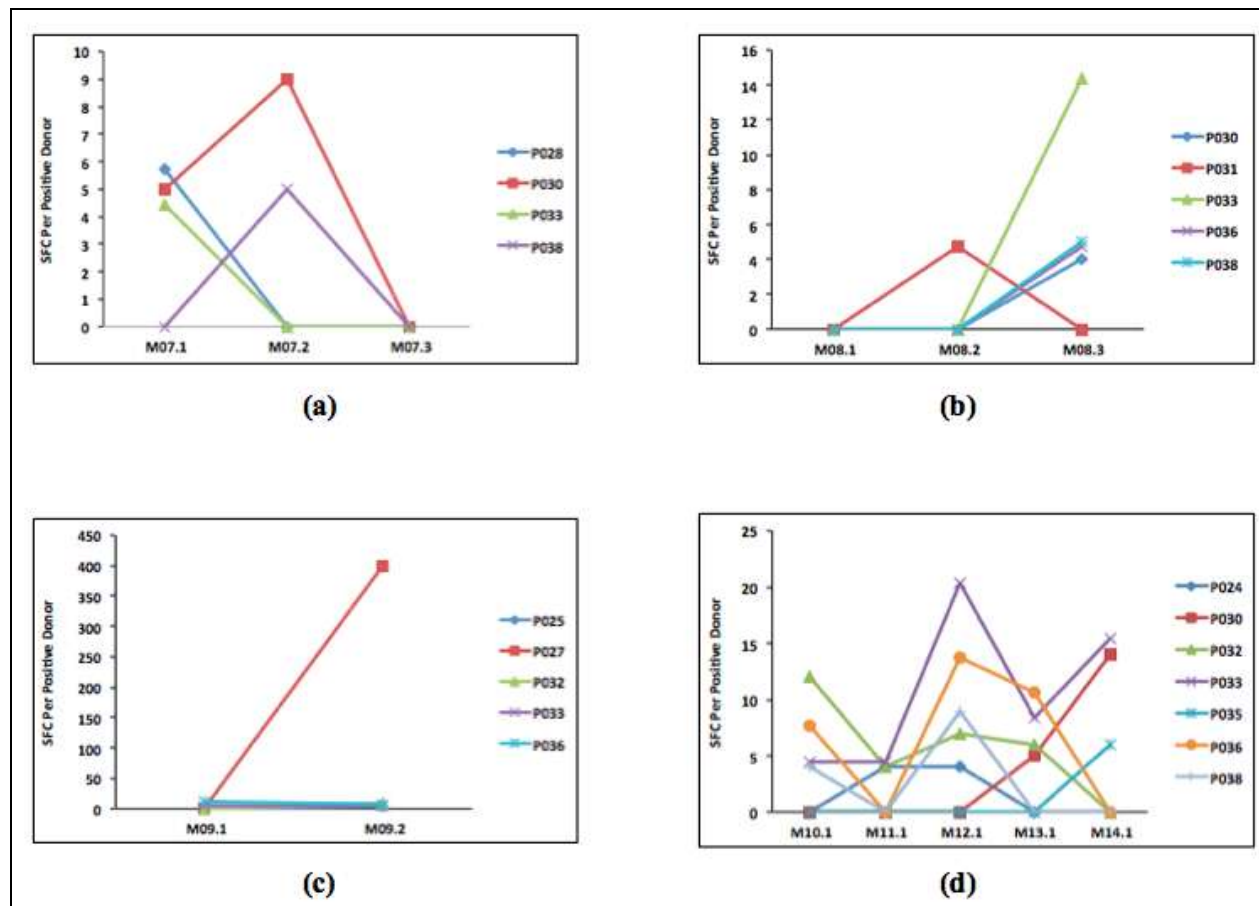 10
9
8
7
6
5
4
3
2
1
0
SFC Per Positive Donor
M07.1 M07.2 M07.3
P028
P030
P033
P038
(a)
16
14
12
10
8
6
4
2
0
SFC Per Positive Donor
M08.1 M08.2 M08.3
P030
P031
P033
P036
P038
(b)
450
400
350
300
250
200
150
100
50
0
SFC Per Positive Donor
M09.1 M09.2
P025
P027
P032
P033
P036
(c)
25
20
15
10
5
0
SFC Per Positive Donor
M10.1 M11.1 M12.1 M13.1 M14.1
P024
P030
P032
P033
P035
P036
P038
(d)